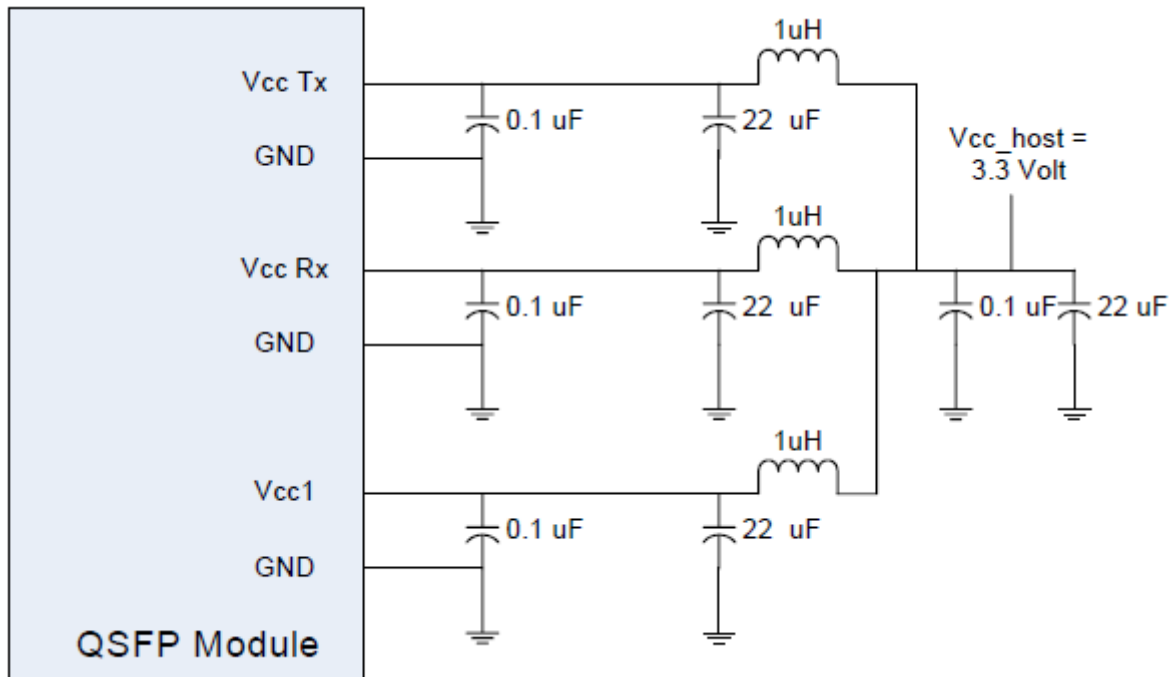 1uH
Vcc Tx
0.1 uF
22 uF
GND
Vcc_host =
3.3 Volt
1uH
Vcc Rx
0.1 uF
22 uF
0.1 uF
22 uF
GND
1uH
Vcc1
0.1 uF
22 uF
GND
QSFP Module